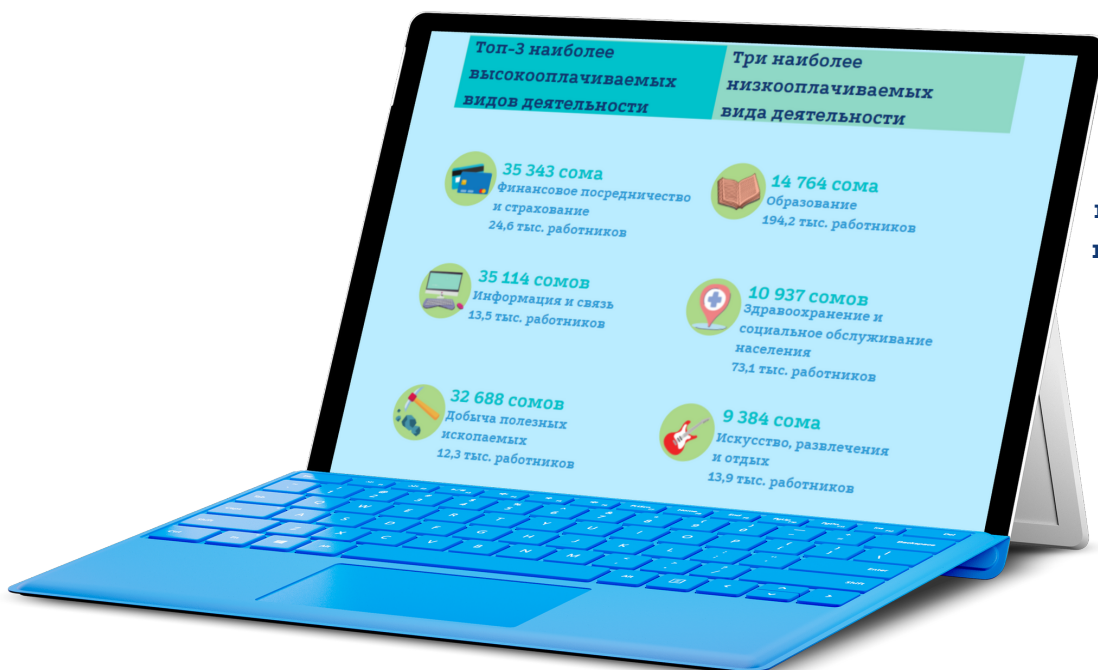 Топ-3 наиболее
высокооплачиваемых
видов деятельности
Три наиболее
низкооплачиваемых
вида деятельности
35 343 сома
Финансовое посредничество
и страхование
24,6 тыс. работников
35 114 сомов
Информация и связь
13,5 тыс. работников
32 688 сомов
Добыча полезных
ископаемых
12,3 тыс. работников
14 764 сома
Образование
194,2 тыс. работников
10 937 сомов
Здравоохранение и
социальное обслуживание
населения
73,1 тыс. работников
9 384 сома
Искусство, развлечения
и отдых
13,9 тыс. работников